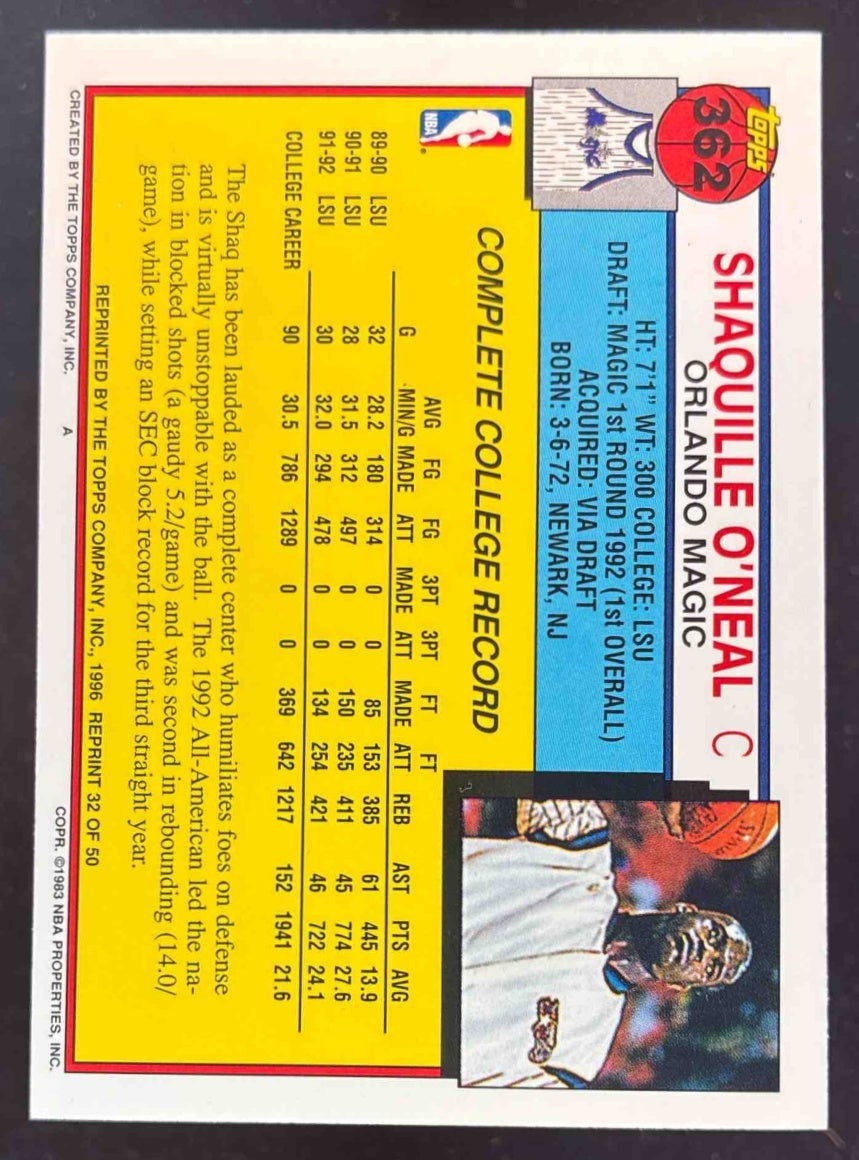 topps
362
SHAQUILLE O'NEAL C
ORLANDO MAGIC
HT: 7'1" WT: 300 COLLEGE: LSU
DRAFT: MAGIC 1st ROUND 1992 (1st OVERALL)
ACQUIRED: VIA DRAFT
BORN: 3-6-72, NEWARK, NJ
Magic
NBA
COMPLETE COLLEGE RECORD
AVG FG FG 3PT 3PT FT FT
G MIN/G MADE ATT MADE ATT MADE ATT REB AST PTS AVG
89-90 LSU 32 28.2 180 314 0 0 85 153 385 61 445 13.9
90-91 LSU 28 31.5 312 497 0 0 150 235 411 45 774 27.6
91-92 LSU 30 32.0 294 478 0 0 134 254 421 46 722 24.1
COLLEGE CAREER 90 30.5 786 1289 0 0 369 642 1217 152 1941 21.6
The Shaq has been lauded as a complete center who humiliates foes on defense
and is virtually unstoppable with the ball. The 1992 All-American led the na-
tion in blocked shots (a gaudy 5.2/game) and was second in rebounding (14.0/
game), while setting an SEC block record for the third straight year.
REPRINTED BY THE TOPPS COMPANY, INC., 1996 REPRINT 32 OF 50
CREATED BY THE TOPPS COMPANY, INC. A COPR. ©1983 NBA PROPERTIES, INC.